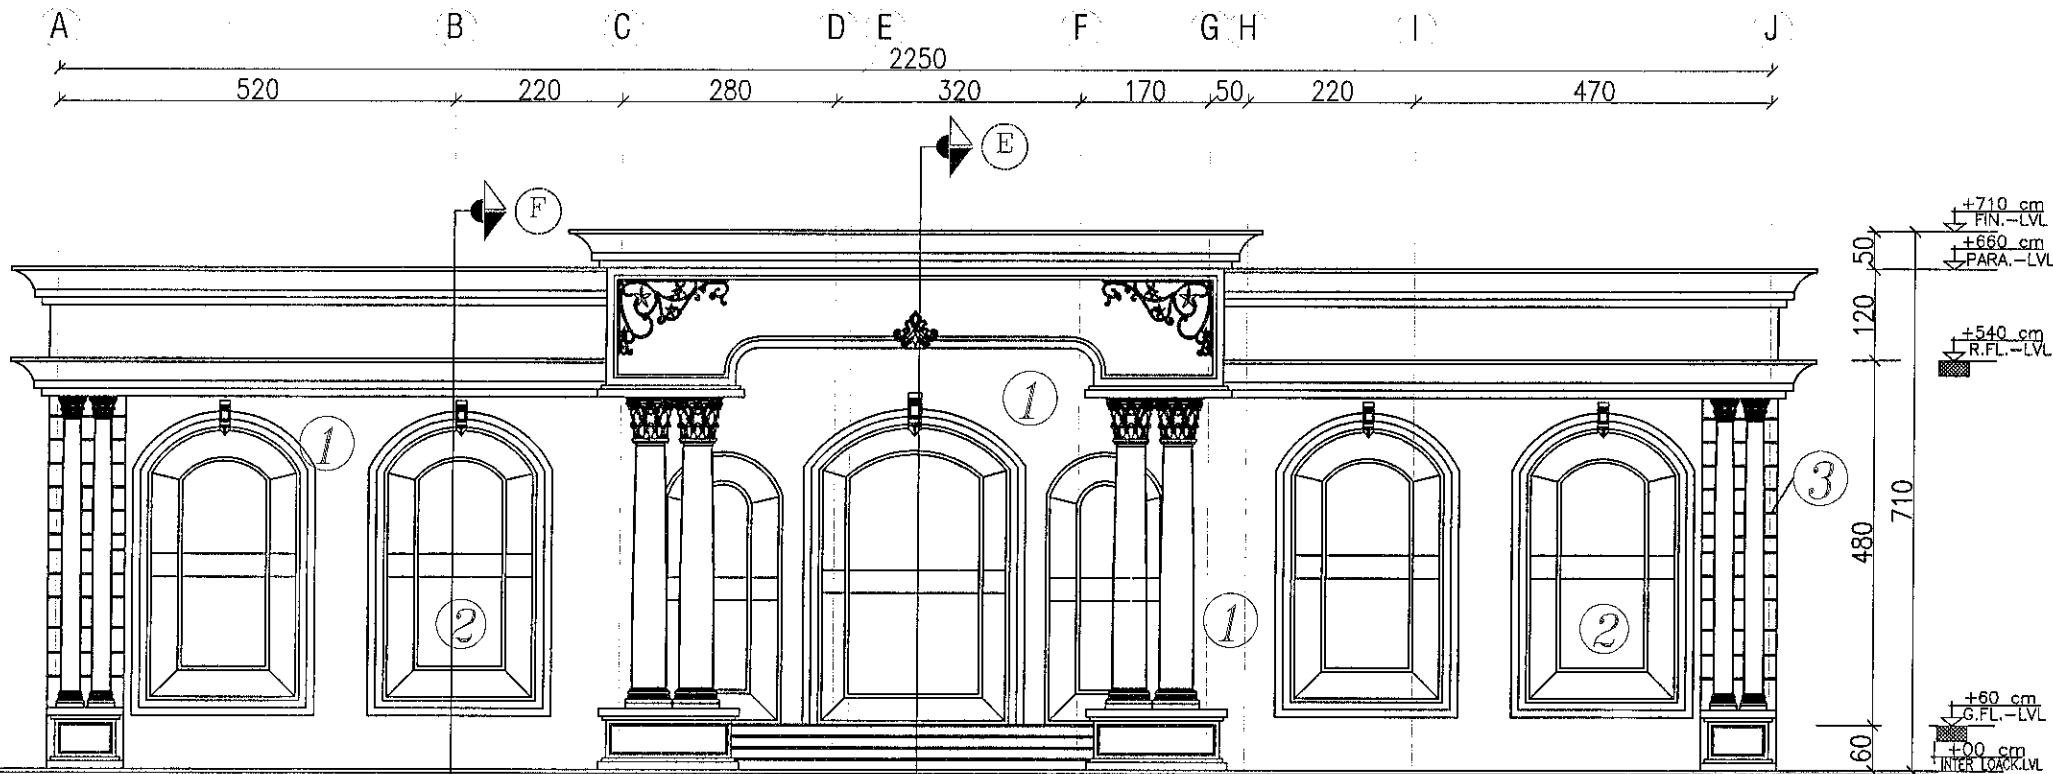 A B C D E F G H I J
2250
520 220 280 320 170 50 220 470
E
F
+710 cm
FIN.-LVL
50
+660 cm
PARA.-LVL
120
+540 cm
R.FL.-LVL
1
1
3
480
710
2
1
2
+60 cm
G.FL.-LVL
60
+00 cm
INTER LOACK.LVL